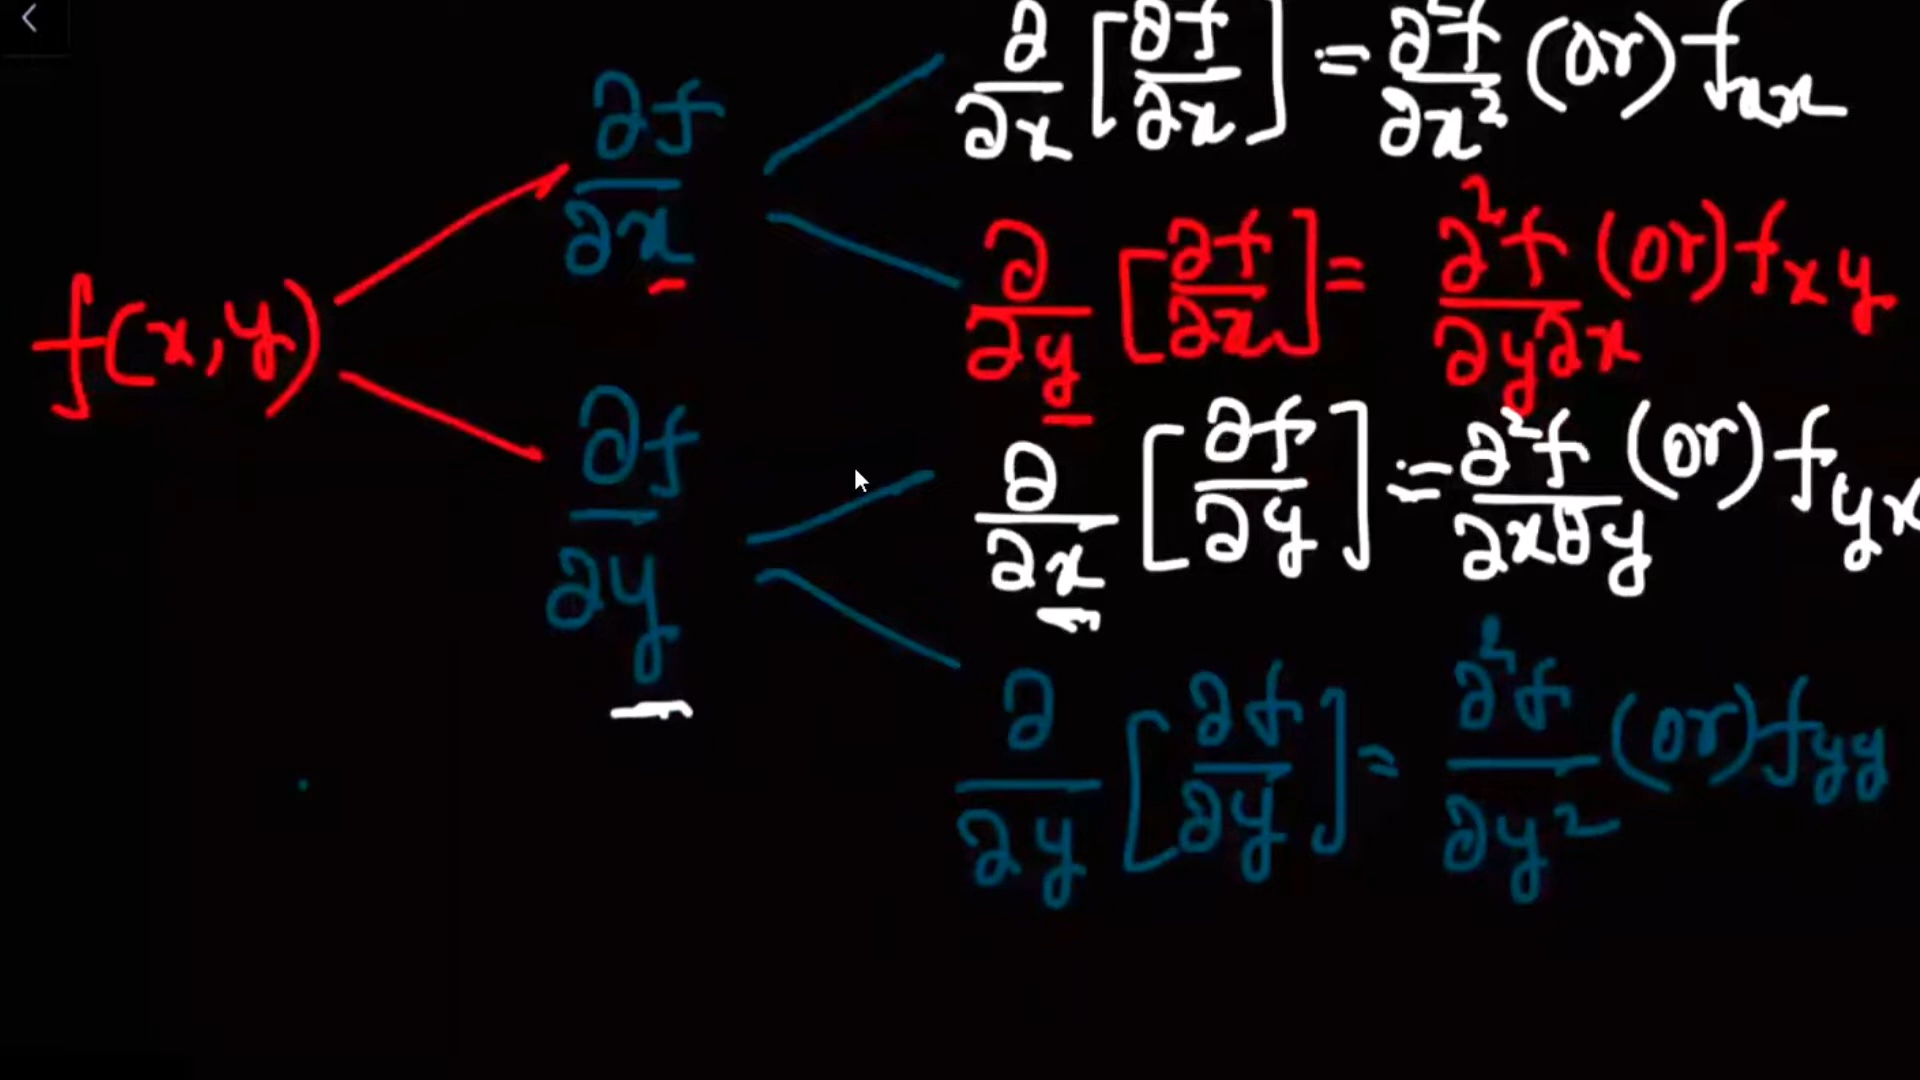 ∂/∂x [∂f/∂x] = ∂²f/∂x² (or) fxx
∂f/∂x
∂/∂y [∂f/∂x] = ∂²f/∂y∂x (or) fxy
f(x,y)
∂/∂x [∂f/∂y] = ∂²f/∂x∂y (or) fyx
∂f/∂y
∂/∂y [∂f/∂y] = ∂²f/∂y² (or) fyy